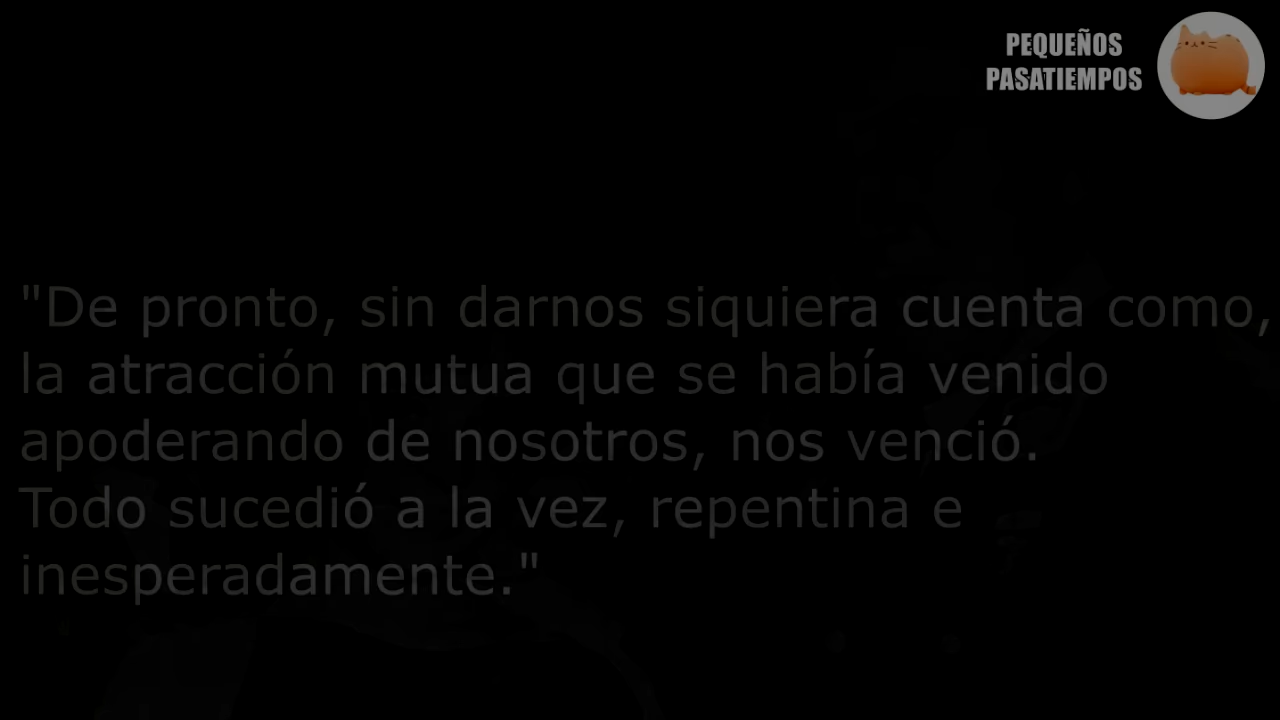 PEQUEÑOS
PASATIEMPOS
"De pronto, sin darnos siquiera cuenta como,
la atracción mutua que se había venido
apoderando de nosotros, nos venció.
Todo sucedió a la vez, repentina e
inesperadamente."